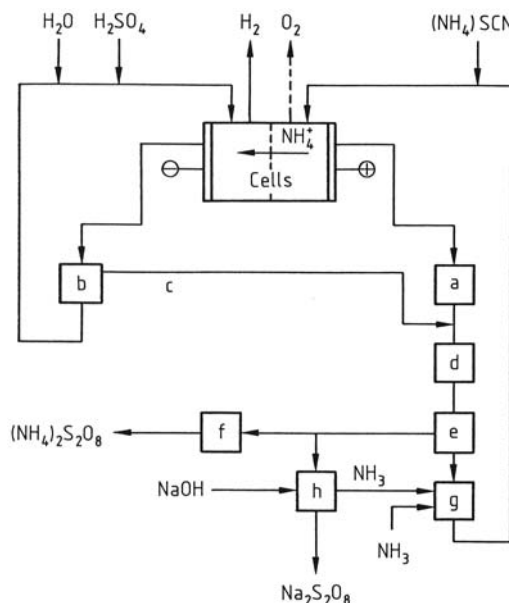 H₂O H₂SO₄ H₂ O₂ (NH₄)SCN
NH₄⁺
⊖ Cells ⊕
b c a
d
(NH₄)₂S₂O₈ f e
NaOH h NH₃ g
NH₃
Na₂S₂O₈